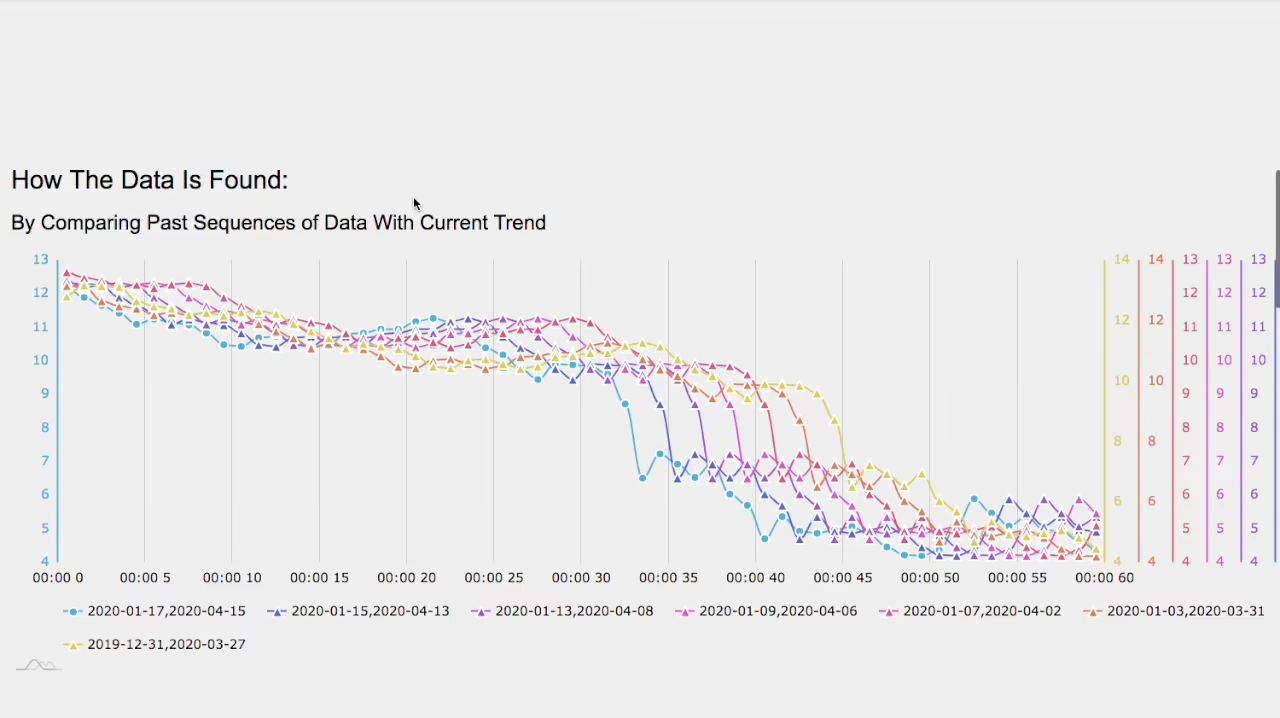 How The Data Is Found:
By Comparing Past Sequences of Data With Current Trend
13 14 14 13 13 13
12 12 12 12 12 12
11 11 11 11
10 10 10 10 10 10
9 9 9 9
8 8 8 8 8 8
7 7 7 7
6 6 6 6 6 6
5 5 5 5
4 4 4 4 4 4
00:00 0 00:00 5 00:00 10 00:00 15 00:00 20 00:00 25 00:00 30 00:00 35 00:00 40 00:00 45 00:00 50 00:00 55 00:00 60
2020-01-17,2020-04-15 2020-01-15,2020-04-13 2020-01-13,2020-04-08 2020-01-09,2020-04-06 2020-01-07,2020-04-02 2020-01-03,2020-03-31
2019-12-31,2020-03-27